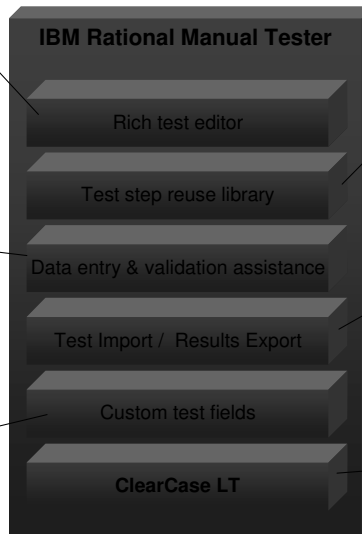 IBM Rational Manual Tester
Rich test editor
Test step reuse library
Data entry & validation assistance
Test Import / Results Export
Custom test fields
ClearCase LT